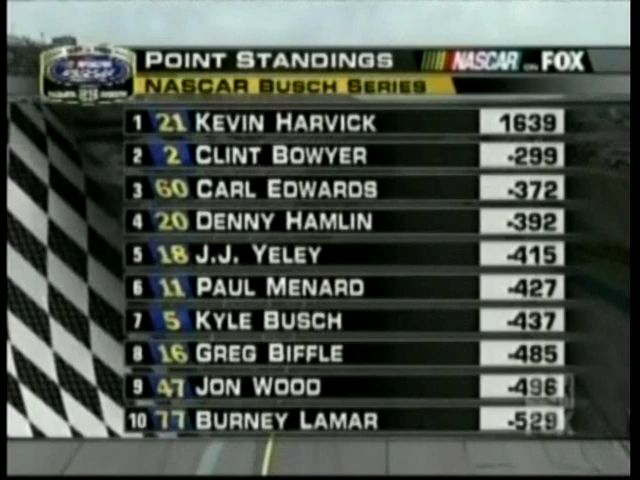 POINT STANDINGS NASCAR ON FOX
NASCAR BUSCH SERIES
1 21 KEVIN HARVICK 1639
2 2 CLINT BOWYER -299
3 60 CARL EDWARDS -372
4 20 DENNY HAMLIN -392
5 18 J.J. YELEY -415
6 11 PAUL MENARD -427
7 5 KYLE BUSCH -437
8 16 GREG BIFFLE -485
9 47 JON WOOD -496
10 77 BURNEY LAMAR -529